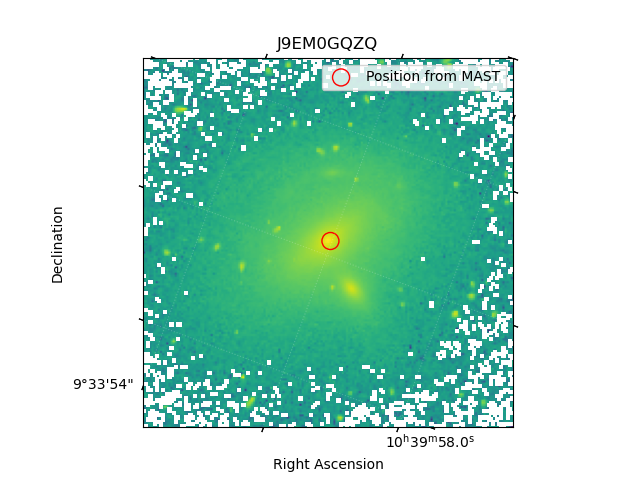 J9EM0GQZQ
Position from MAST
Declination
9°33'54"
10ʰ39ᵐ58.0ˢ
Right Ascension